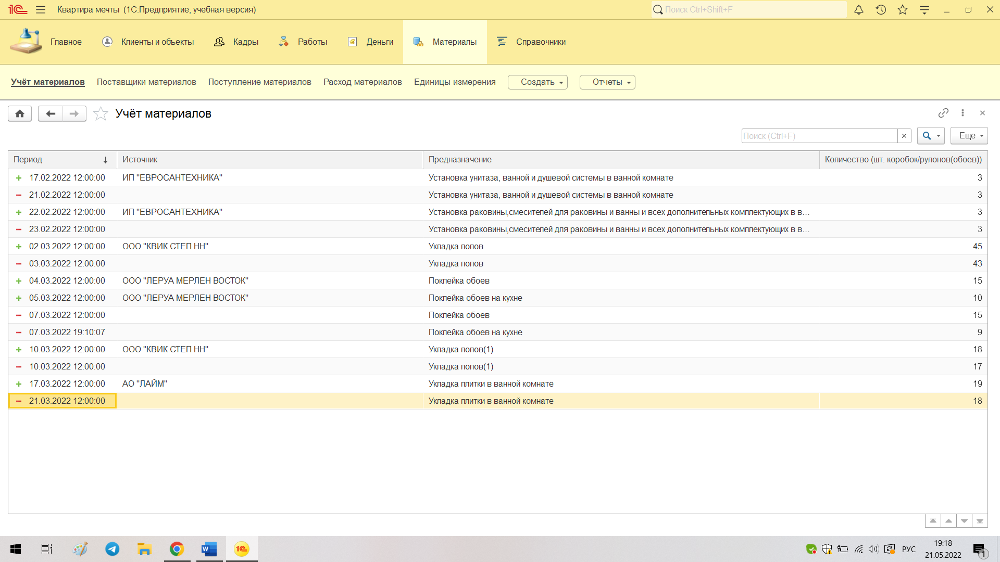 1С Квартира мечты (1С:Предприятие, учебная версия) Поиск Ctrl+Shift+F
Главное Клиенты и объекты Кадры Работы Деньги Материалы Справочники
Учёт материалов Поставщики материалов Поступление материалов Расход материалов Единицы измерения Создать Отчеты
Учёт материалов
Поиск (Ctrl+F) × Еще
Период Источник Предназначение Количество (шт. коробок/рулонов(обоев))
17.02.2022 12:00:00 ИП "ЕВРОСАНТЕХНИКА" Установка унитаза, ванной и душевой системы в ванной комнате 3
21.02.2022 12:00:00 Установка унитаза, ванной и душевой системы в ванной комнате 3
22.02.2022 12:00:00 ИП "ЕВРОСАНТЕХНИКА" Установка раковины,смесителей для раковины и ванны и всех дополнительных комплектующих в в… 3
23.02.2022 12:00:00 Установка раковины,смесителей для раковины и ванны и всех дополнительных комплектующих в в… 3
02.03.2022 12:00:00 ООО "КВИК СТЕП НН" Укладка полов 45
03.03.2022 12:00:00 Укладка полов 43
04.03.2022 12:00:00 ООО "ЛЕРУА МЕРЛЕН ВОСТОК" Поклейка обоев 15
05.03.2022 12:00:00 ООО "ЛЕРУА МЕРЛЕН ВОСТОК" Поклейка обоев на кухне 10
07.03.2022 12:00:00 Поклейка обоев 15
07.03.2022 19:10:07 Поклейка обоев на кухне 9
10.03.2022 12:00:00 ООО "КВИК СТЕП НН" Укладка полов(1) 18
10.03.2022 12:00:00 Укладка полов(1) 17
17.03.2022 12:00:00 АО "ЛАЙМ" Укладка плитки в ванной комнате 19
21.03.2022 12:00:00 Укладка плитки в ванной комнате 18
W 1С РУС 19:18
21.05.2022 1